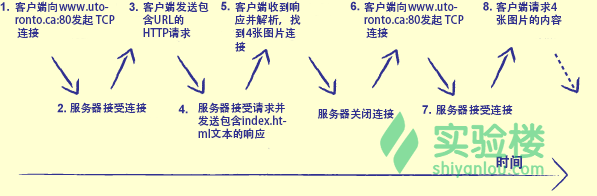 1. 客户端向www.uto-
ronto.ca:80发起 TCP
连接
2. 服务器接受连接
3. 客户端发送包
含URL的
HTTP请求
4. 服务器接受请求并
发送包含index.ht-
ml文本的响应
5. 客户端收到响
应并解析，找
到4张图片连
接
服务器关闭连接
6. 客户端向www.uto-
ronto.ca:80发起 TCP
连接
7. 服务器接受连接
8. 客户端请求4
张图片的内容
时间
实验楼
shiyanlou.com